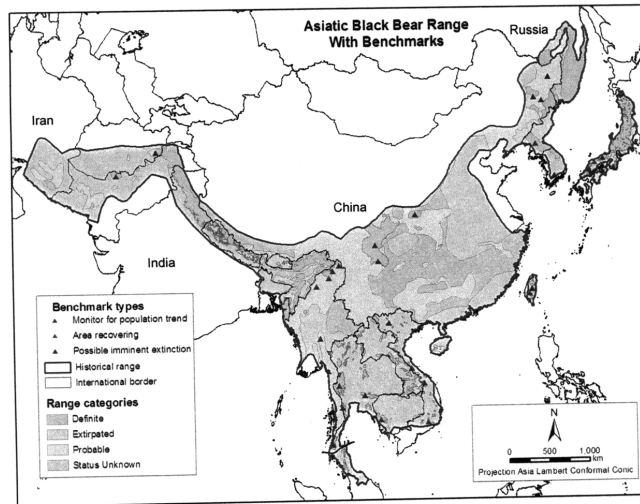 Asiatic Black Bear Range
With Benchmarks
Russia
Iran
China
India
Benchmark types
Monitor for population trend
Area recovering
Possible imminent extinction
Historical range
International border
Range categories
Definite
Extirpated
Probable
Status Unknown
N
0 500 1,000
km
Projection Asia Lambert Conformal Conic